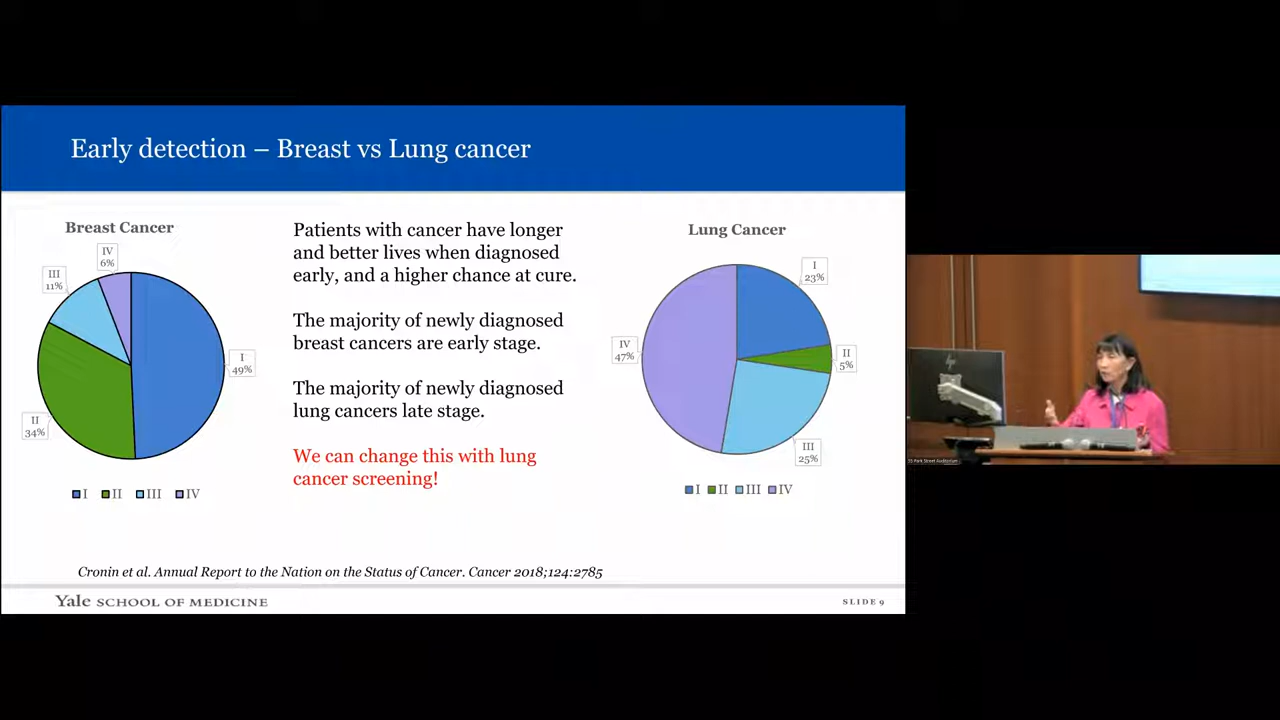 Early detection – Breast vs Lung cancer
Breast Cancer
IV
6%
III
11%
I
49%
II
34%
I II III IV
Patients with cancer have longer
and better lives when diagnosed
early, and a higher chance at cure.
The majority of newly diagnosed
breast cancers are early stage.
The majority of newly diagnosed
lung cancers late stage.
We can change this with lung
cancer screening!
Lung Cancer
I
23%
II
5%
IV
47%
III
25%
I II III IV
Cronin et al. Annual Report to the Nation on the Status of Cancer. Cancer 2018;124:2785
Yale SCHOOL OF MEDICINE
SLIDE 9
55 Park Street Auditorium
hp